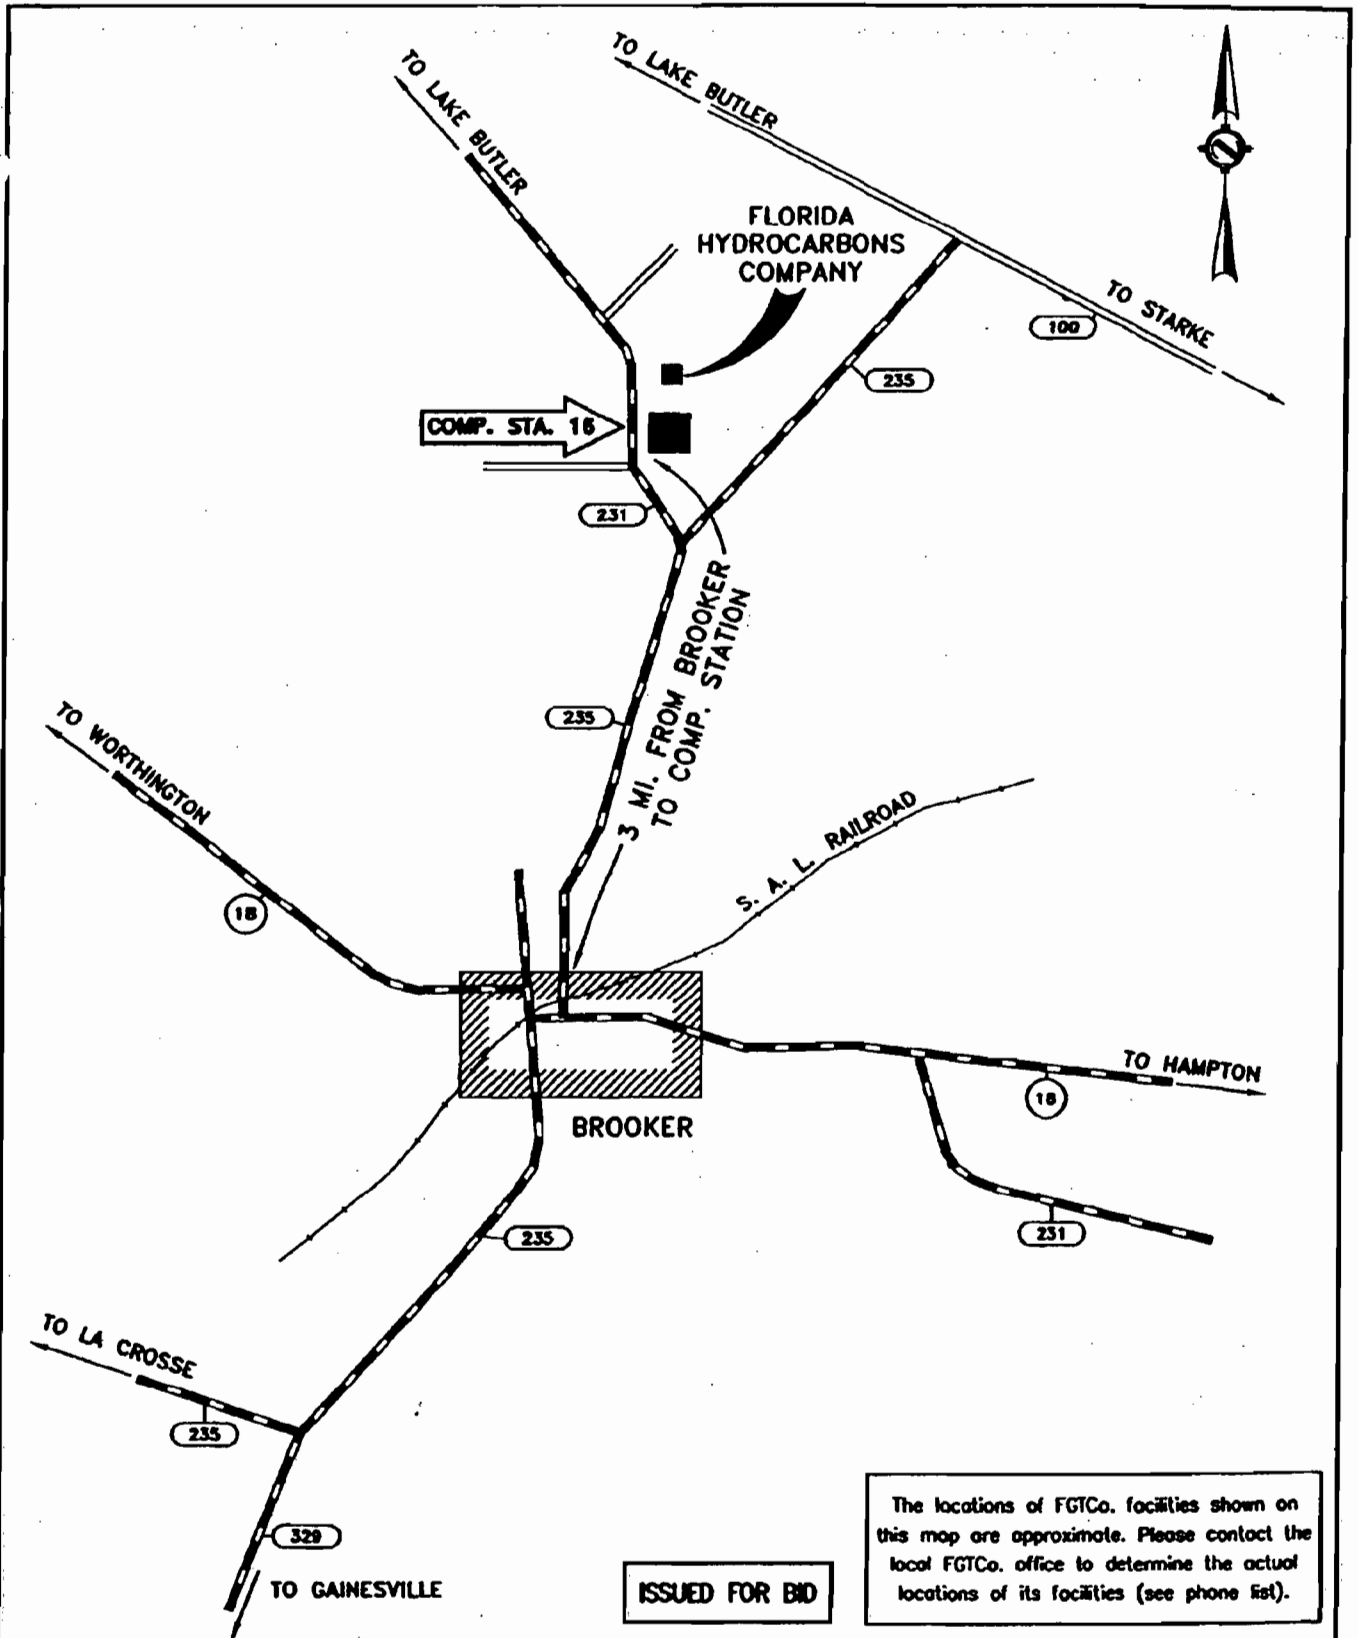 TO LAKE BUTLER
TO LAKE BUTLER
FLORIDA
HYDROCARBONS
COMPANY
TO STARKE
100
235
COMP. STA. 16
231
3 MI. FROM BROOKER
TO COMP. STATION
235
TO WORTHINGTON
S. A. L. RAILROAD
18
TO HAMPTON
18
BROOKER
231
235
TO LA CROSSE
235
329
TO GAINESVILLE
ISSUED FOR BID
The locations of FGTCo. facilities shown on
this map are approximate. Please contact the
local FGTCo. office to determine the actual
locations of its facilities (see phone list).